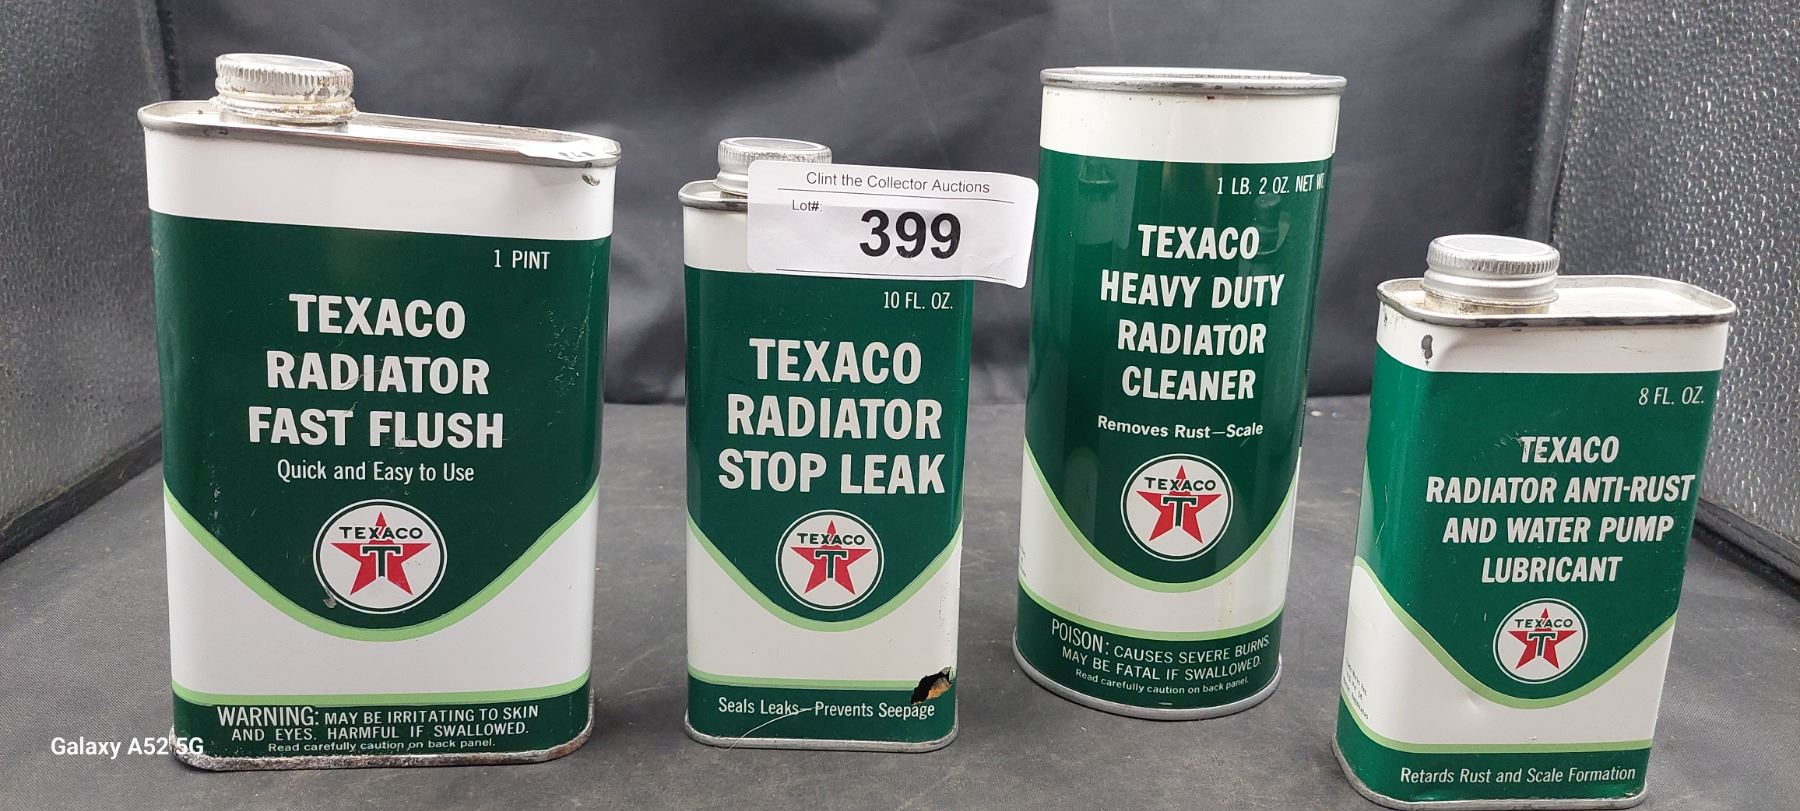 1 PINT
TEXACO
RADIATOR
FAST FLUSH
Quick and Easy to Use
TEXACO
T
WARNING: MAY BE IRRITATING TO SKIN
AND EYES. HARMFUL IF SWALLOWED.
Read carefully caution on back panel.
Clint the Collector Auctions
Lot#:
399
10 FL. OZ.
TEXACO
RADIATOR
STOP LEAK
TEXACO
T
Seals Leaks—Prevents Seepage
1 LB. 2 OZ. NET
TEXACO
HEAVY DUTY
RADIATOR
CLEANER
Removes Rust—Scale
TEXACO
T
POISON: CAUSES SEVERE BURNS.
MAY BE FATAL IF SWALLOWED.
Read carefully caution on back panel.
8 FL. OZ.
TEXACO
RADIATOR ANTI-RUST
AND WATER PUMP
LUBRICANT
TEXACO
T
Retards Rust and Scale Formation
Galaxy A52 5G